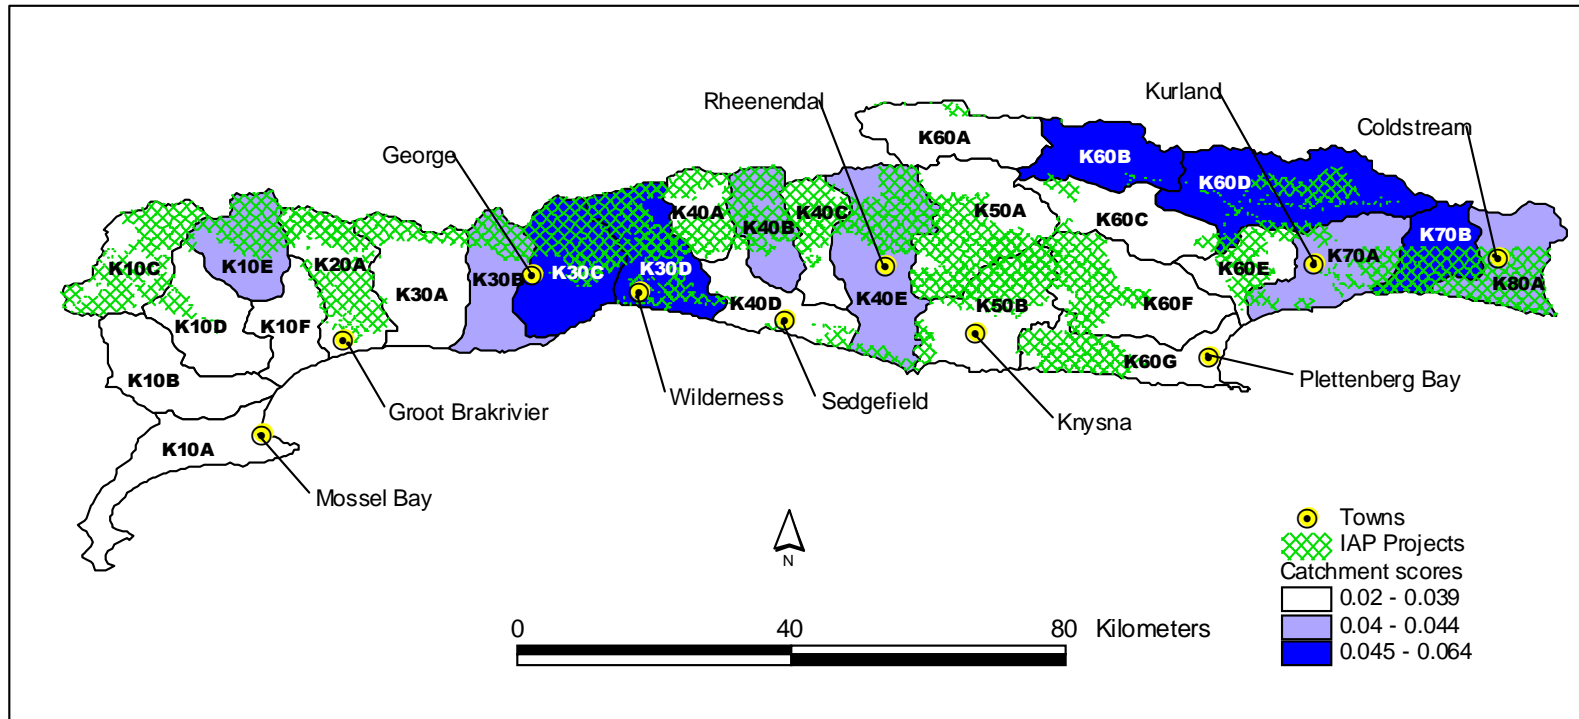 Rheenendal
Kurland
Coldstream
George
K60A
K60B
K60D
K50A
K60C
K40A
K40B
K40C
K70B
K70A
K10C
K10E
K20A
K30A
K30B
K30C
K30D
K60E
K80A
K40D
K40E
K50B
K60F
K10D
K10F
K60G
K10B
Plettenberg Bay
Groot Brakrivier
Wilderness
Sedgefield
Knysna
K10A
Mossel Bay
N
0 40 80 Kilometers
Towns
IAP Projects
Catchment scores
0.02 - 0.039
0.04 - 0.044
0.045 - 0.064